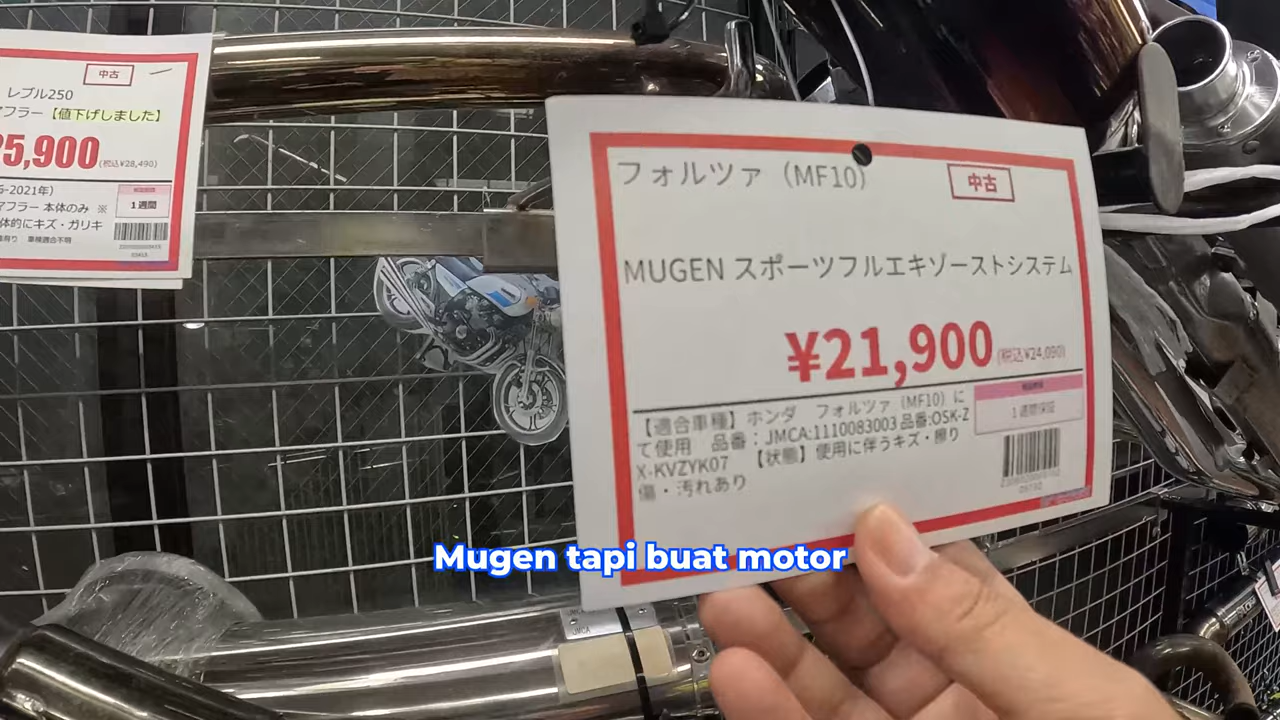 中古
レブル250
フラー【値下げしました】
5,900 (税込¥28,490)
-2021年)
マフラー 本体のみ ※
1週間
体的にキズ・ガリキ
フォルツァ（MF10）
中古
MUGEN スポーツフルエキゾーストシステム
¥21,900 (税込¥24,090)
【適合車種】ホンダ フォルツァ（MF10）に
て使用 品番：JMCA:1110083003 品番:OSK-Z
X-KVZYK07 【状態】使用に伴うキズ・擦り
傷・汚れあり
1週間保証
Mugen tapi buat motor
JMCA